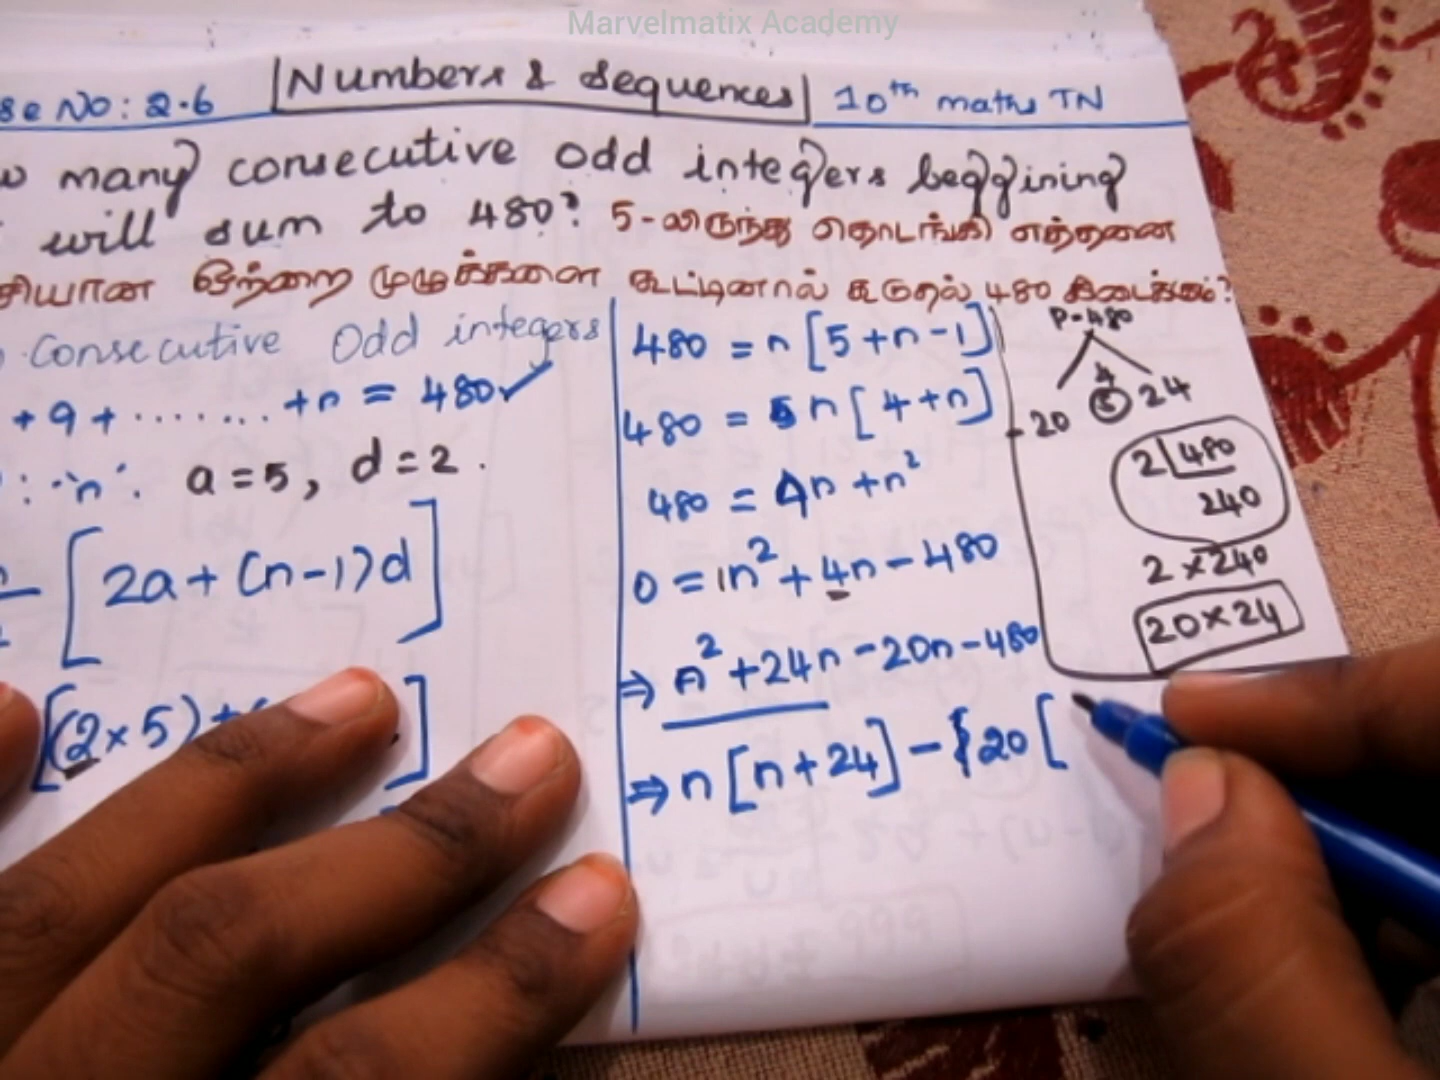 Marvelmatix Academy
se No: 2.6 Numbers & Sequences 10th maths TN
many consecutive odd integers beggining
will sum to 480? 5-லிருந்து தொடங்கி எத்தனை
சியான ஒற்றை முழுக்களை கூட்டினால் கூடுதல் 480 கிடைக்கும்?
Consecutive Odd integers
+ 9 + ........ + n = 480 ✓
: "n". a = 5, d = 2.
[2a + (n-1)d]
[(2 × 5) +
]
480 = n [5 + n - 1]
480 = n [4 + n]
480 = 4n + n²
0 = 1n² + 4n - 480
⇒ n² + 24n - 20n - 480
⇒ n [n + 24] - 20 [
P-480
4
-20 S 24
2 480
240
2 × 240
20 × 24